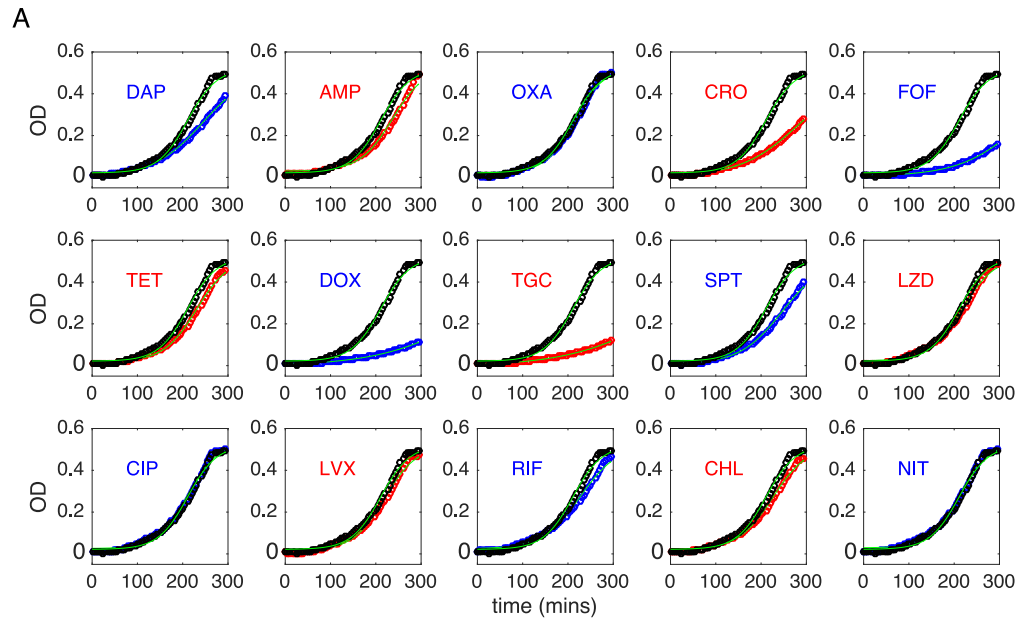 A
0.6 0.6 0.6 0.6 0.6
DAP AMP OXA CRO FOF
0.4 0.4 0.4 0.4 0.4
OD
0.2 0.2 0.2 0.2 0.2
0 0 0 0 0
0 100 200 300 0 100 200 300 0 100 200 300 0 100 200 300 0 100 200 300
0.6 0.6 0.6 0.6 0.6
TET DOX TGC SPT LZD
0.4 0.4 0.4 0.4 0.4
OD
0.2 0.2 0.2 0.2 0.2
0 0 0 0 0
0 100 200 300 0 100 200 300 0 100 200 300 0 100 200 300 0 100 200 300
0.6 0.6 0.6 0.6 0.6
CIP LVX RIF CHL NIT
0.4 0.4 0.4 0.4 0.4
OD
0.2 0.2 0.2 0.2 0.2
0 0 0 0 0
0 100 200 300 0 100 200 300 0 100 200 300 0 100 200 300 0 100 200 300
time (mins)